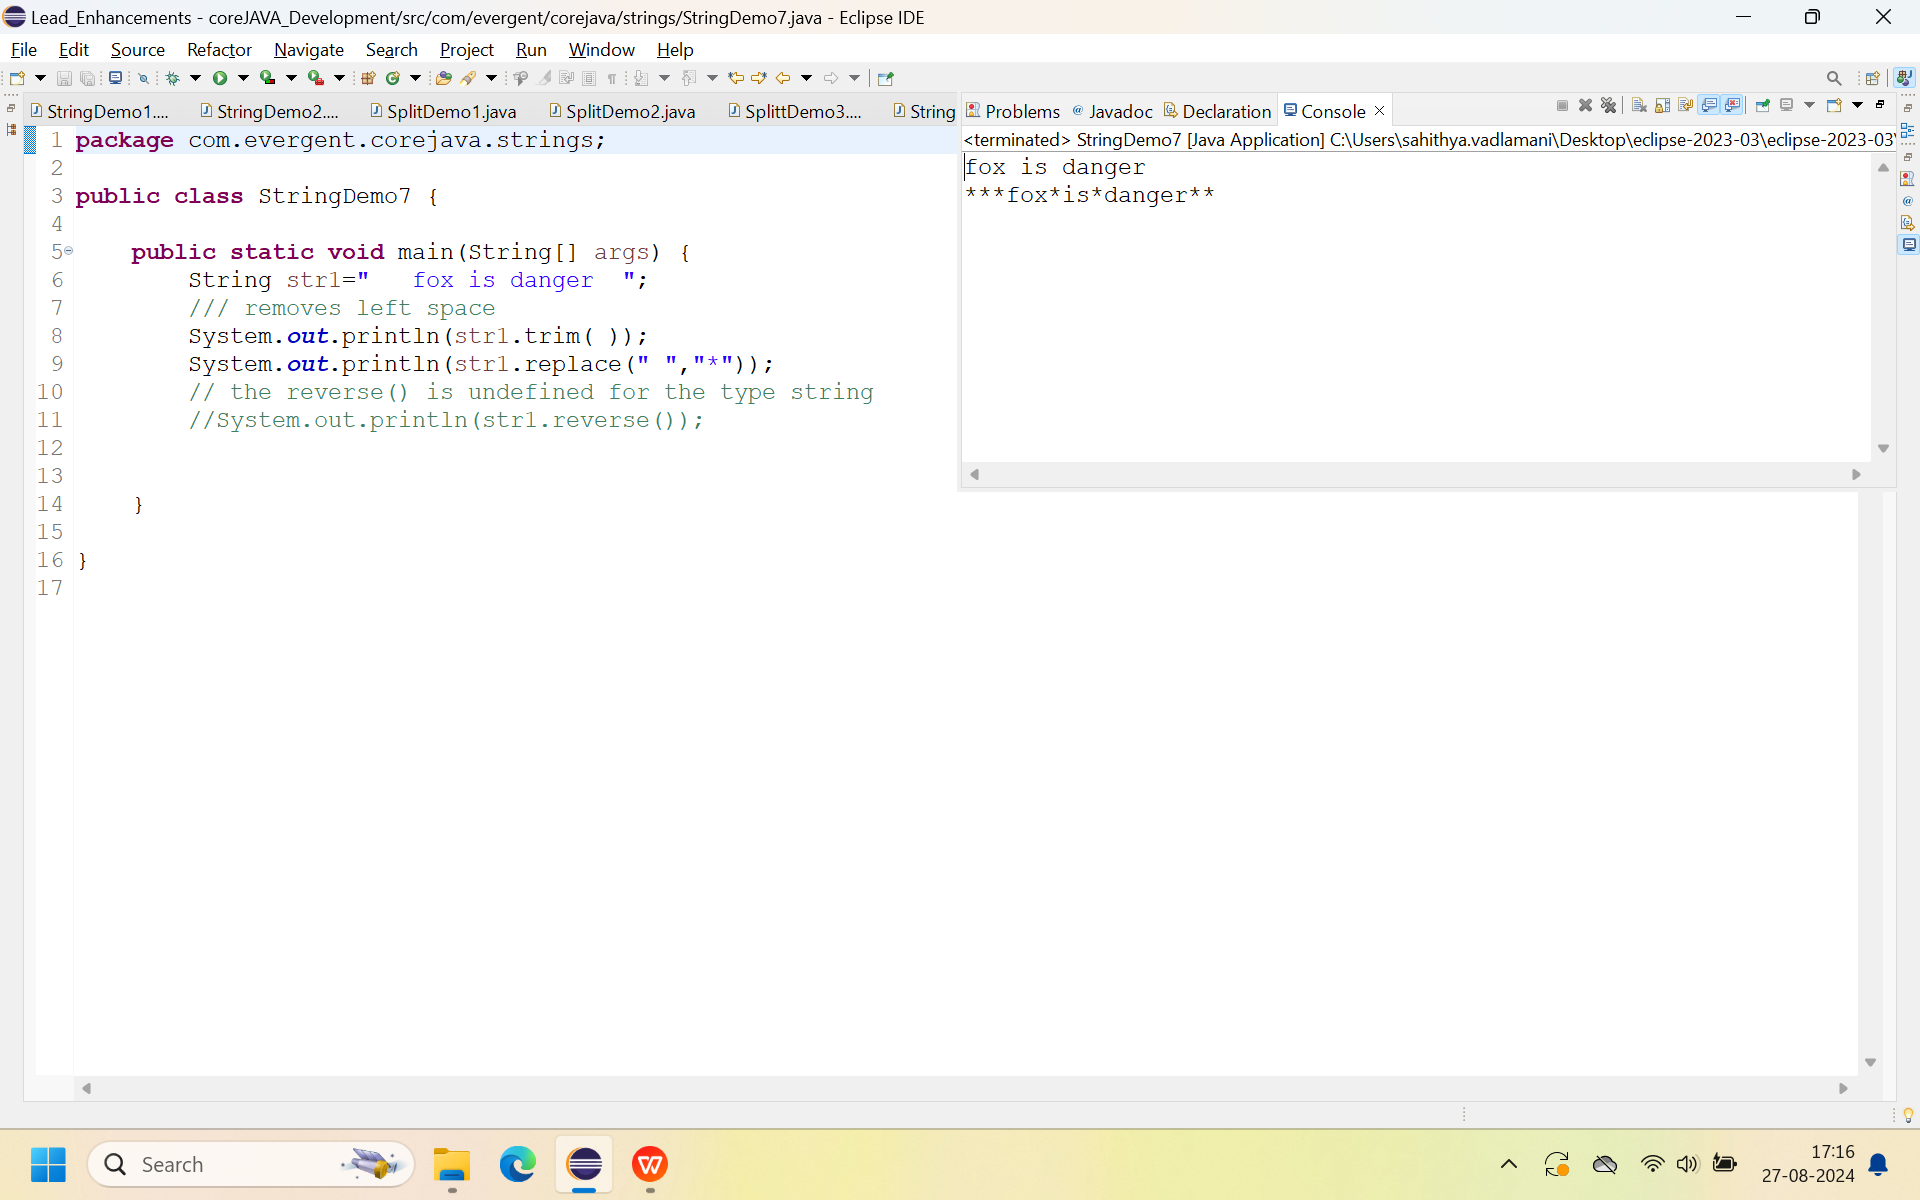 Lead_Enhancements - coreJAVA_Development/src/com/evergent/corejava/strings/StringDemo7.java - Eclipse IDE
File Edit Source Refactor Navigate Search Project Run Window Help
StringDemo1.... StringDemo2.... SplitDemo1.java SplitDemo2.java SplittDemo3.... String
Problems @ Javadoc Declaration Console
<terminated> StringDemo7 [Java Application] C:\Users\sahithya.vadlamani\Desktop\eclipse-2023-03\eclipse-2023-03
fox is danger
***fox*is*danger**
1 package com.evergent.corejava.strings;
2
3 public class StringDemo7 {
4
5 public static void main(String[] args) {
6 String str1="   fox is danger  ";
7 /// removes left space
8 System.out.println(str1.trim( ));
9 System.out.println(str1.replace(" ","*"));
10 // the reverse() is undefined for the type string
11 //System.out.println(str1.reverse());
12
13
14 }
15
16 }
17
Search
17:16
27-08-2024